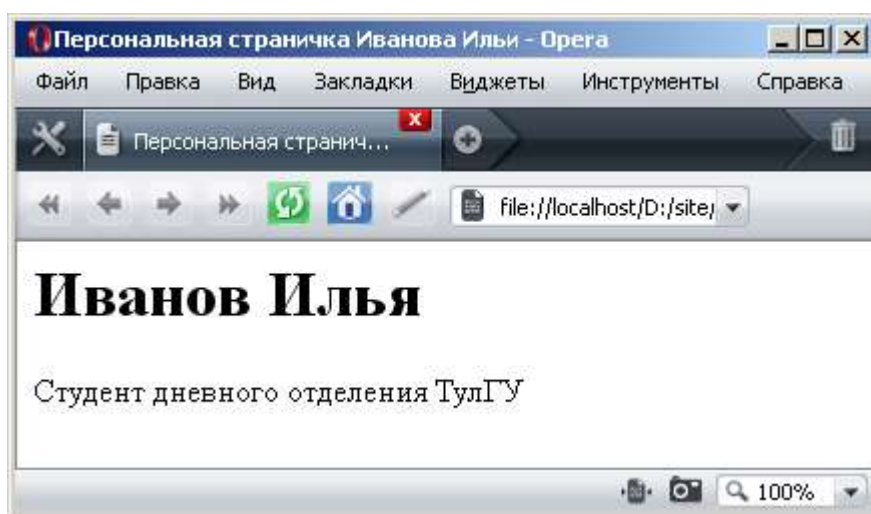 Персональная страничка Иванова Ильи - Opera
Файл Правка Вид Закладки Виджеты Инструменты Справка
Персональная странич...
file://localhost/D:/site/
Иванов Илья
Студент дневного отделения ТулГУ
100%